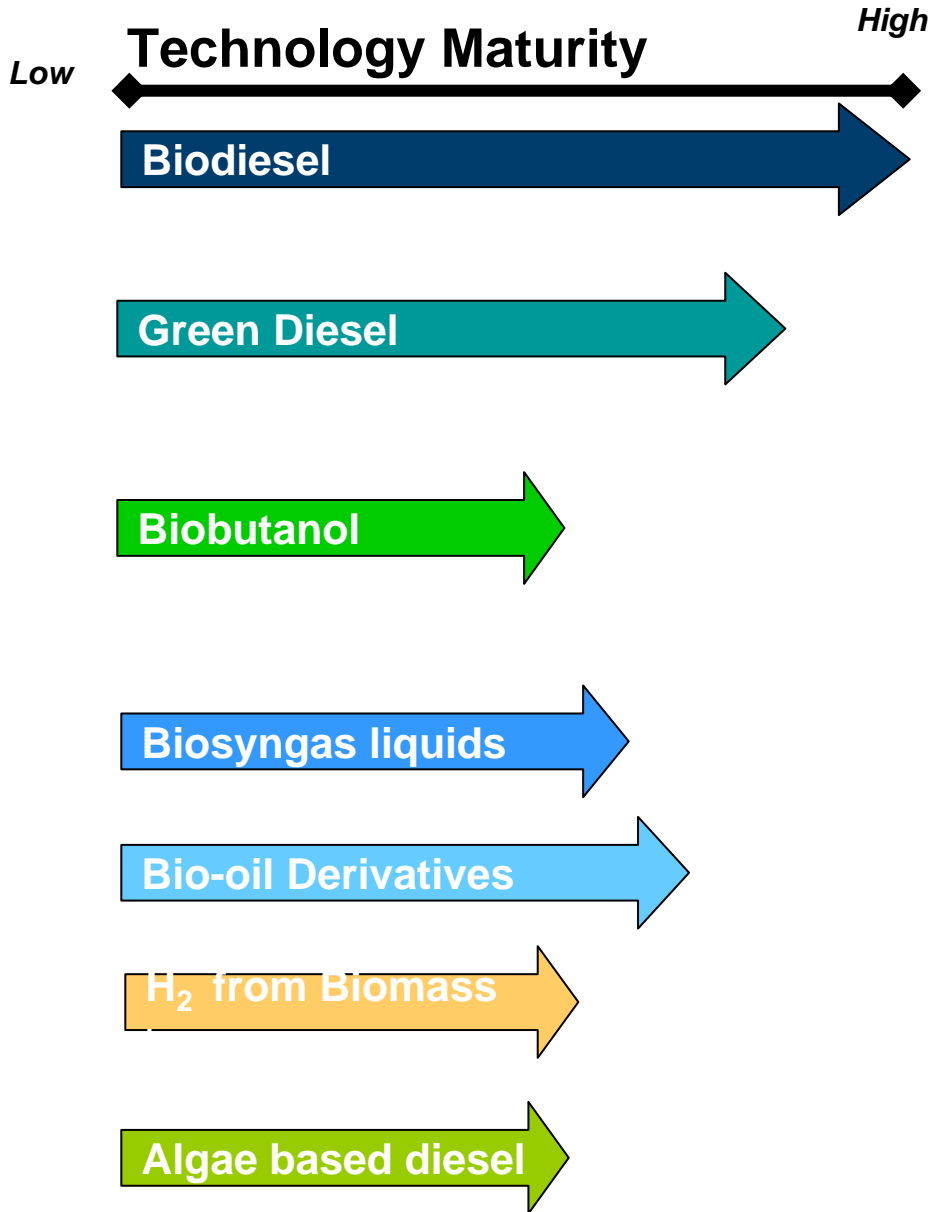 High
Technology Maturity
Low
Biodiesel
Green Diesel
Biobutanol
Biosyngas liquids
Bio-oil Derivatives
H₂ from Biomass
Algae based diesel